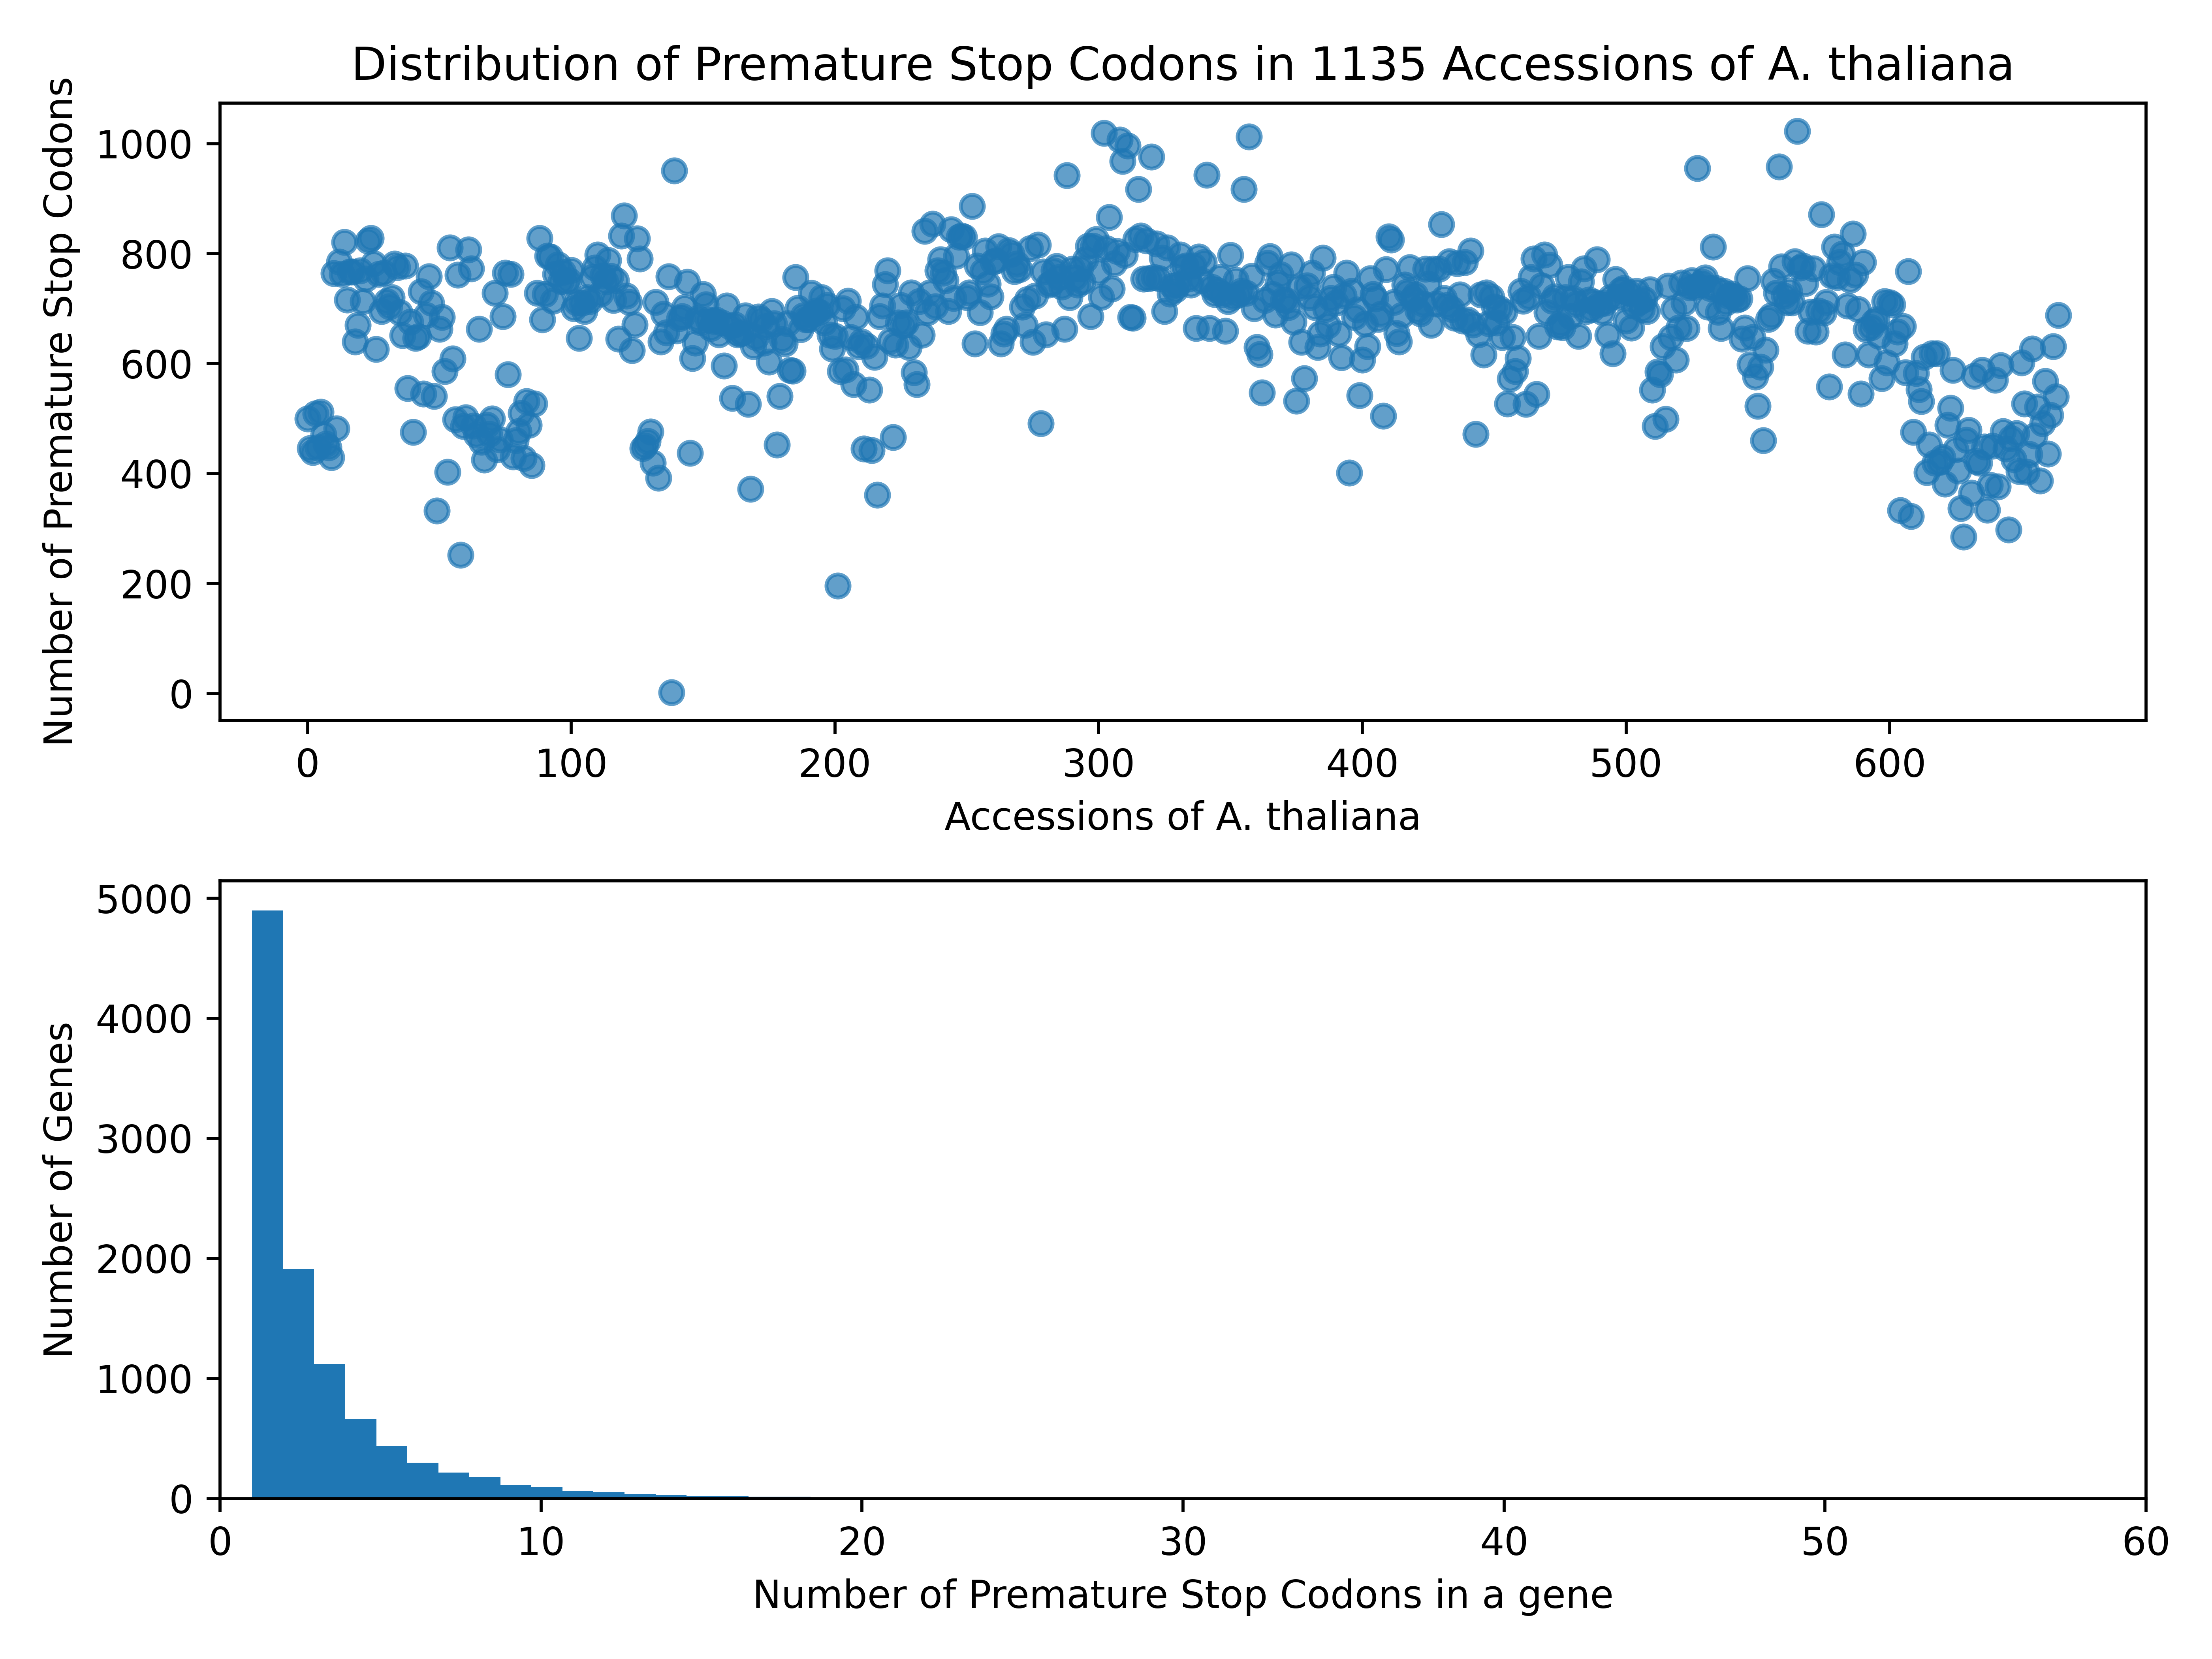 Distribution of Premature Stop Codons in 1135 Accessions of A. thaliana
Number of Premature Stop Codons
1000
800
600
400
200
0
0 100 200 300 400 500 600
Accessions of A. thaliana
Number of Genes
5000
4000
3000
2000
1000
0
0 10 20 30 40 50 60
Number of Premature Stop Codons in a gene